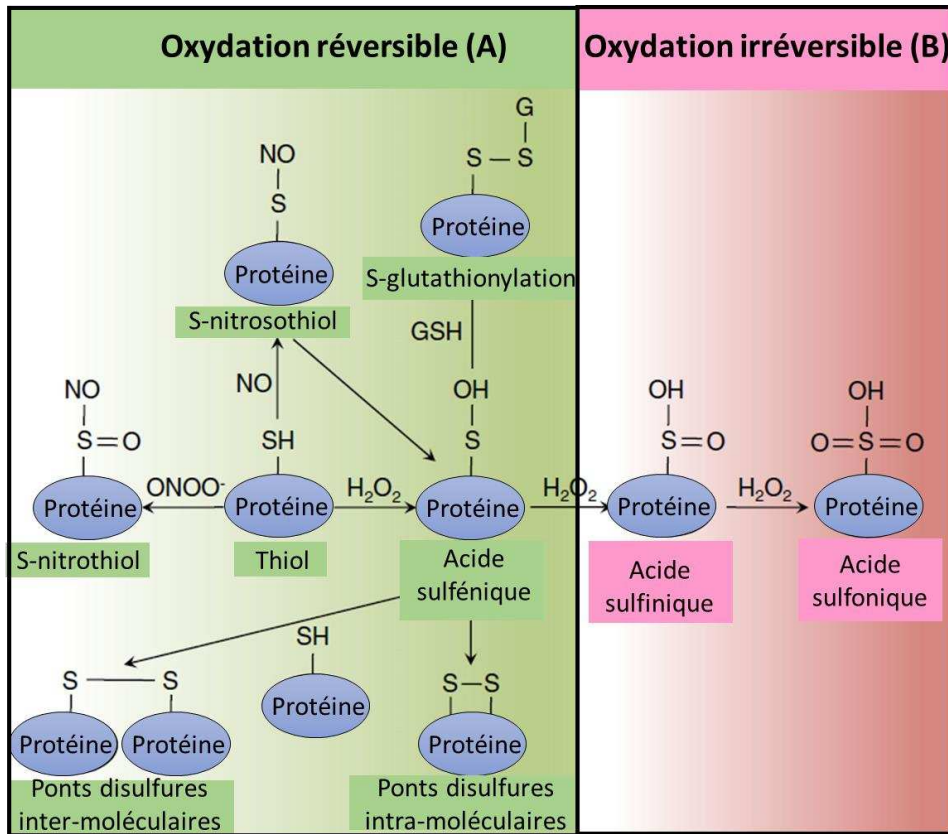 Oxydation réversible (A)
Oxydation irréversible (B)
G
NO
S – S
S
Protéine
Protéine
S-glutathionylation
S-nitrosothiol
GSH
NO
NO
OH
OH
OH
S=O
SH
S
S=O
O=S=O
Protéine
ONOO-
Protéine
H2O2
Protéine
H2O2
Protéine
H2O2
Protéine
S-nitrothiol
Thiol
Acide
sulfénique
Acide
sulfinique
Acide
sulfonique
SH
S — S
S–S
Protéine
Protéine
Protéine
Protéine
Ponts disulfures
inter-moléculaires
Ponts disulfures
intra-moléculaires